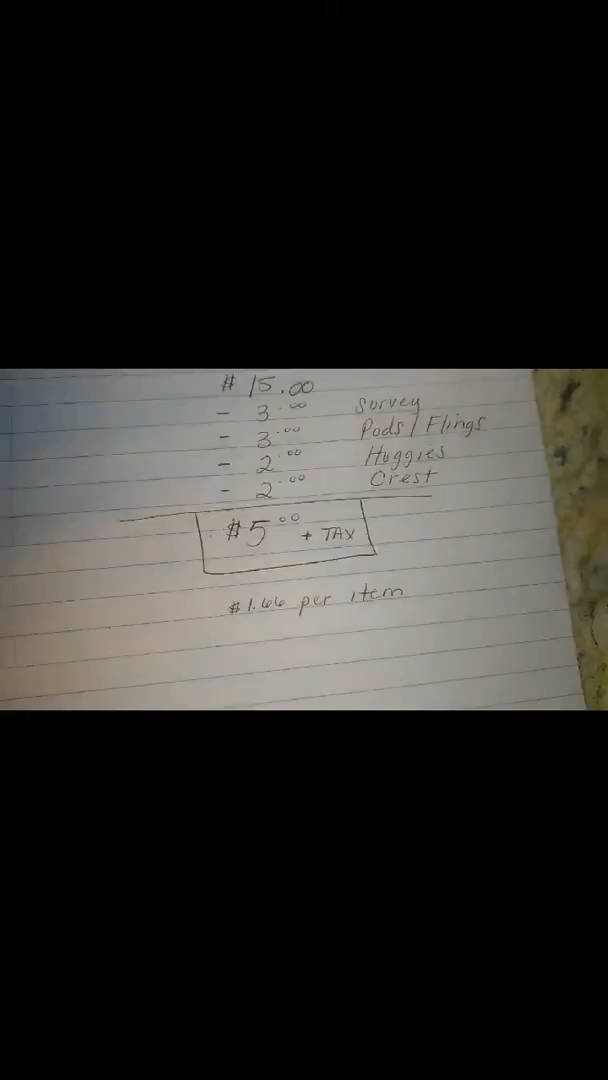 $ 15.00
- 3.00 Survey
- 3.00 Pods / Flings
- 2.00 Huggies
- 2.00 Crest
$5.00 + TAX
$1.66 per item